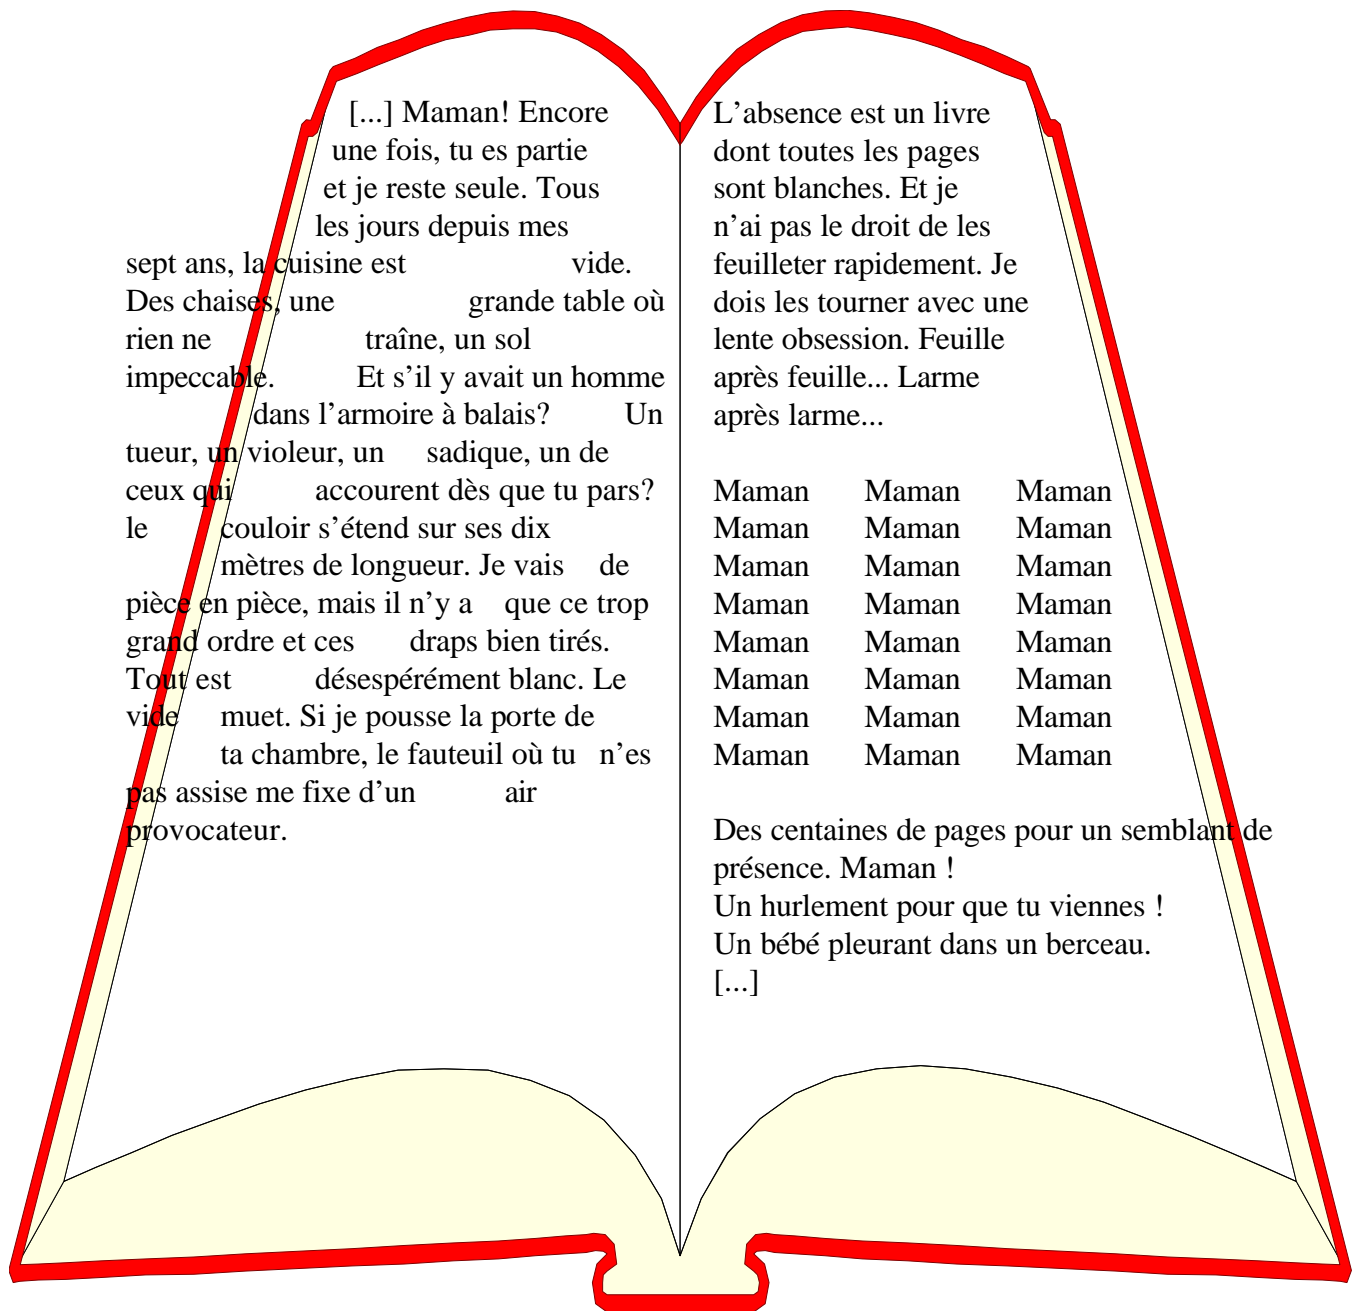 [...] Maman! Encore
une fois, tu es partie
et je reste seule. Tous
les jours depuis mes
sept ans, la cuisine est vide.
Des chaises, une grande table où
rien ne traîne, un sol
impeccable. Et s’il y avait un homme
dans l’armoire à balais? Un
tueur, un violeur, un sadique, un de
ceux qui accourent dès que tu pars?
le couloir s’étend sur ses dix
mètres de longueur. Je vais de
pièce en pièce, mais il n’y a que ce trop
grand ordre et ces draps bien tirés.
Tout est désespérément blanc. Le
vide muet. Si je pousse la porte de
ta chambre, le fauteuil où tu n’es
pas assise me fixe d’un air
provocateur.
L’absence est un livre
dont toutes les pages
sont blanches. Et je
n’ai pas le droit de les
feuilleter rapidement. Je
dois les tourner avec une
lente obsession. Feuille
après feuille... Larme
après larme...
Maman Maman Maman
Maman Maman Maman
Maman Maman Maman
Maman Maman Maman
Maman Maman Maman
Maman Maman Maman
Maman Maman Maman
Maman Maman Maman
Des centaines de pages pour un semblant de
présence. Maman !
Un hurlement pour que tu viennes !
Un bébé pleurant dans un berceau.
[...]